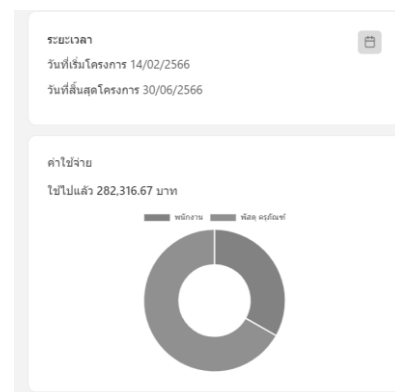 ระยะเวลา
วันที่เริ่มโครงการ 14/02/2566
วันที่สิ้นสุดโครงการ 30/06/2566
ค่าใช้จ่าย
ใช้ไปแล้ว 282,316.67 บาท
พนักงาน พัสดุ ครุภัณฑ์